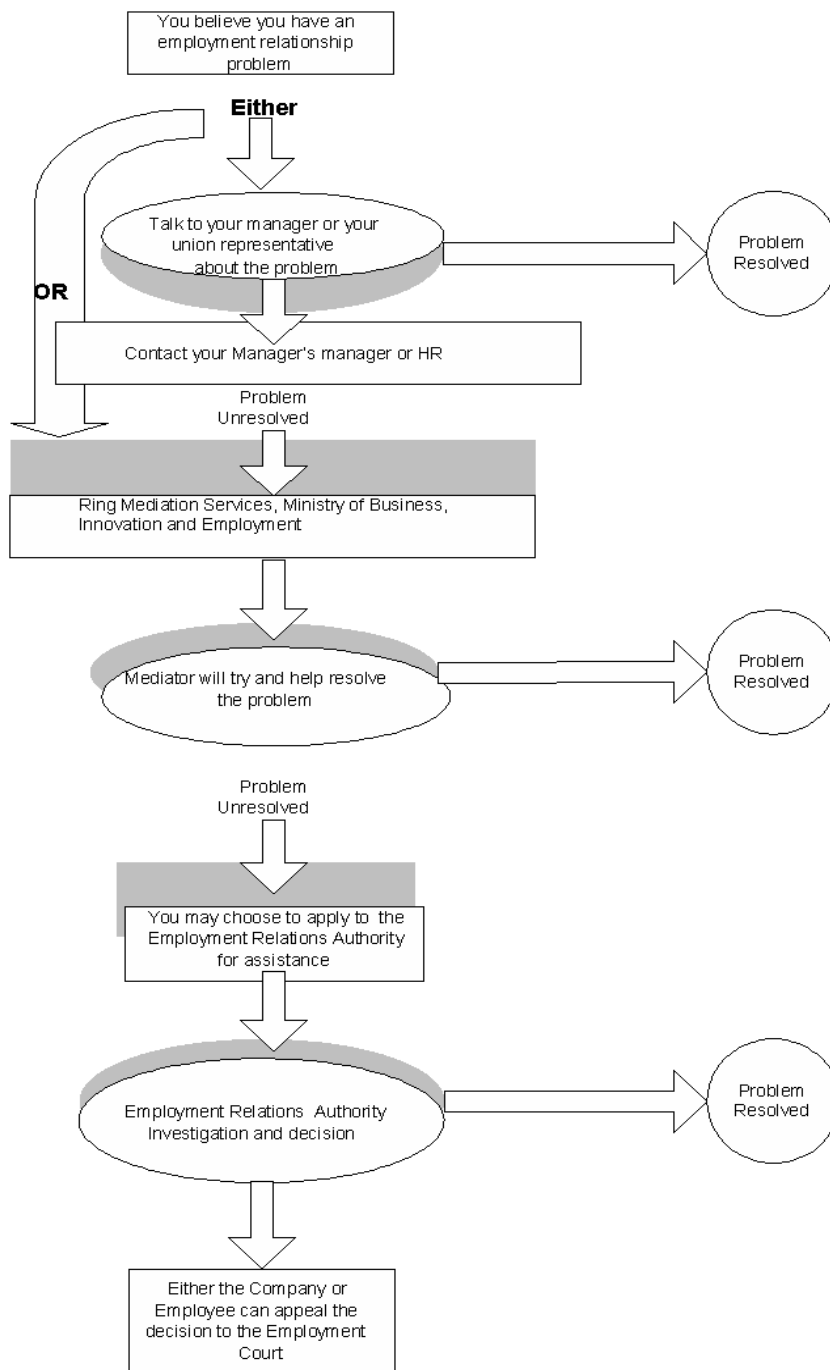 You believe you have an
employment relationship
problem
Either
Talk to your manager or your
union representative
about the problem
Problem
Resolved
OR
Contact your Manager's manager or HR
Problem
Unresolved
Ring Mediation Services, Ministry of Business,
Innovation and Employment
Mediator will try and help resolve
the problem
Problem
Resolved
Problem
Unresolved
You may choose to apply to the
Employment Relations Authority
for assistance
Employment Relations Authority
Investigation and decision
Problem
Resolved
Either the Company or
Employee can appeal the
decision to the Employment
Court